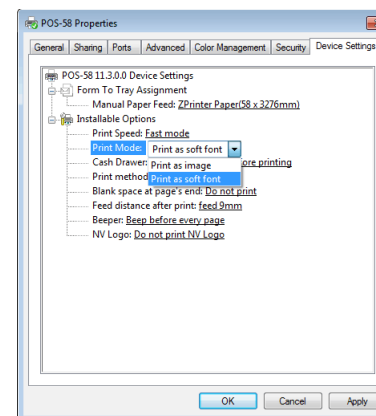 POS-58 Properties
General Sharing Ports Advanced Color Management Security Device Settings
POS-58 11.3.0.0 Device Settings
Form To Tray Assignment
Manual Paper Feed: ZPrinter Paper(58 x 3276mm)
Installable Options
Print Speed: Fast mode
Print Mode: Print as soft font
Cash Drawer: Print as image ore printing
Print method Print as soft font
Blank space at page's end: Do not print
Feed distance after print: feed 9mm
Beeper: Beep before every page
NV Logo: Do not print NV Logo
OK Cancel Apply